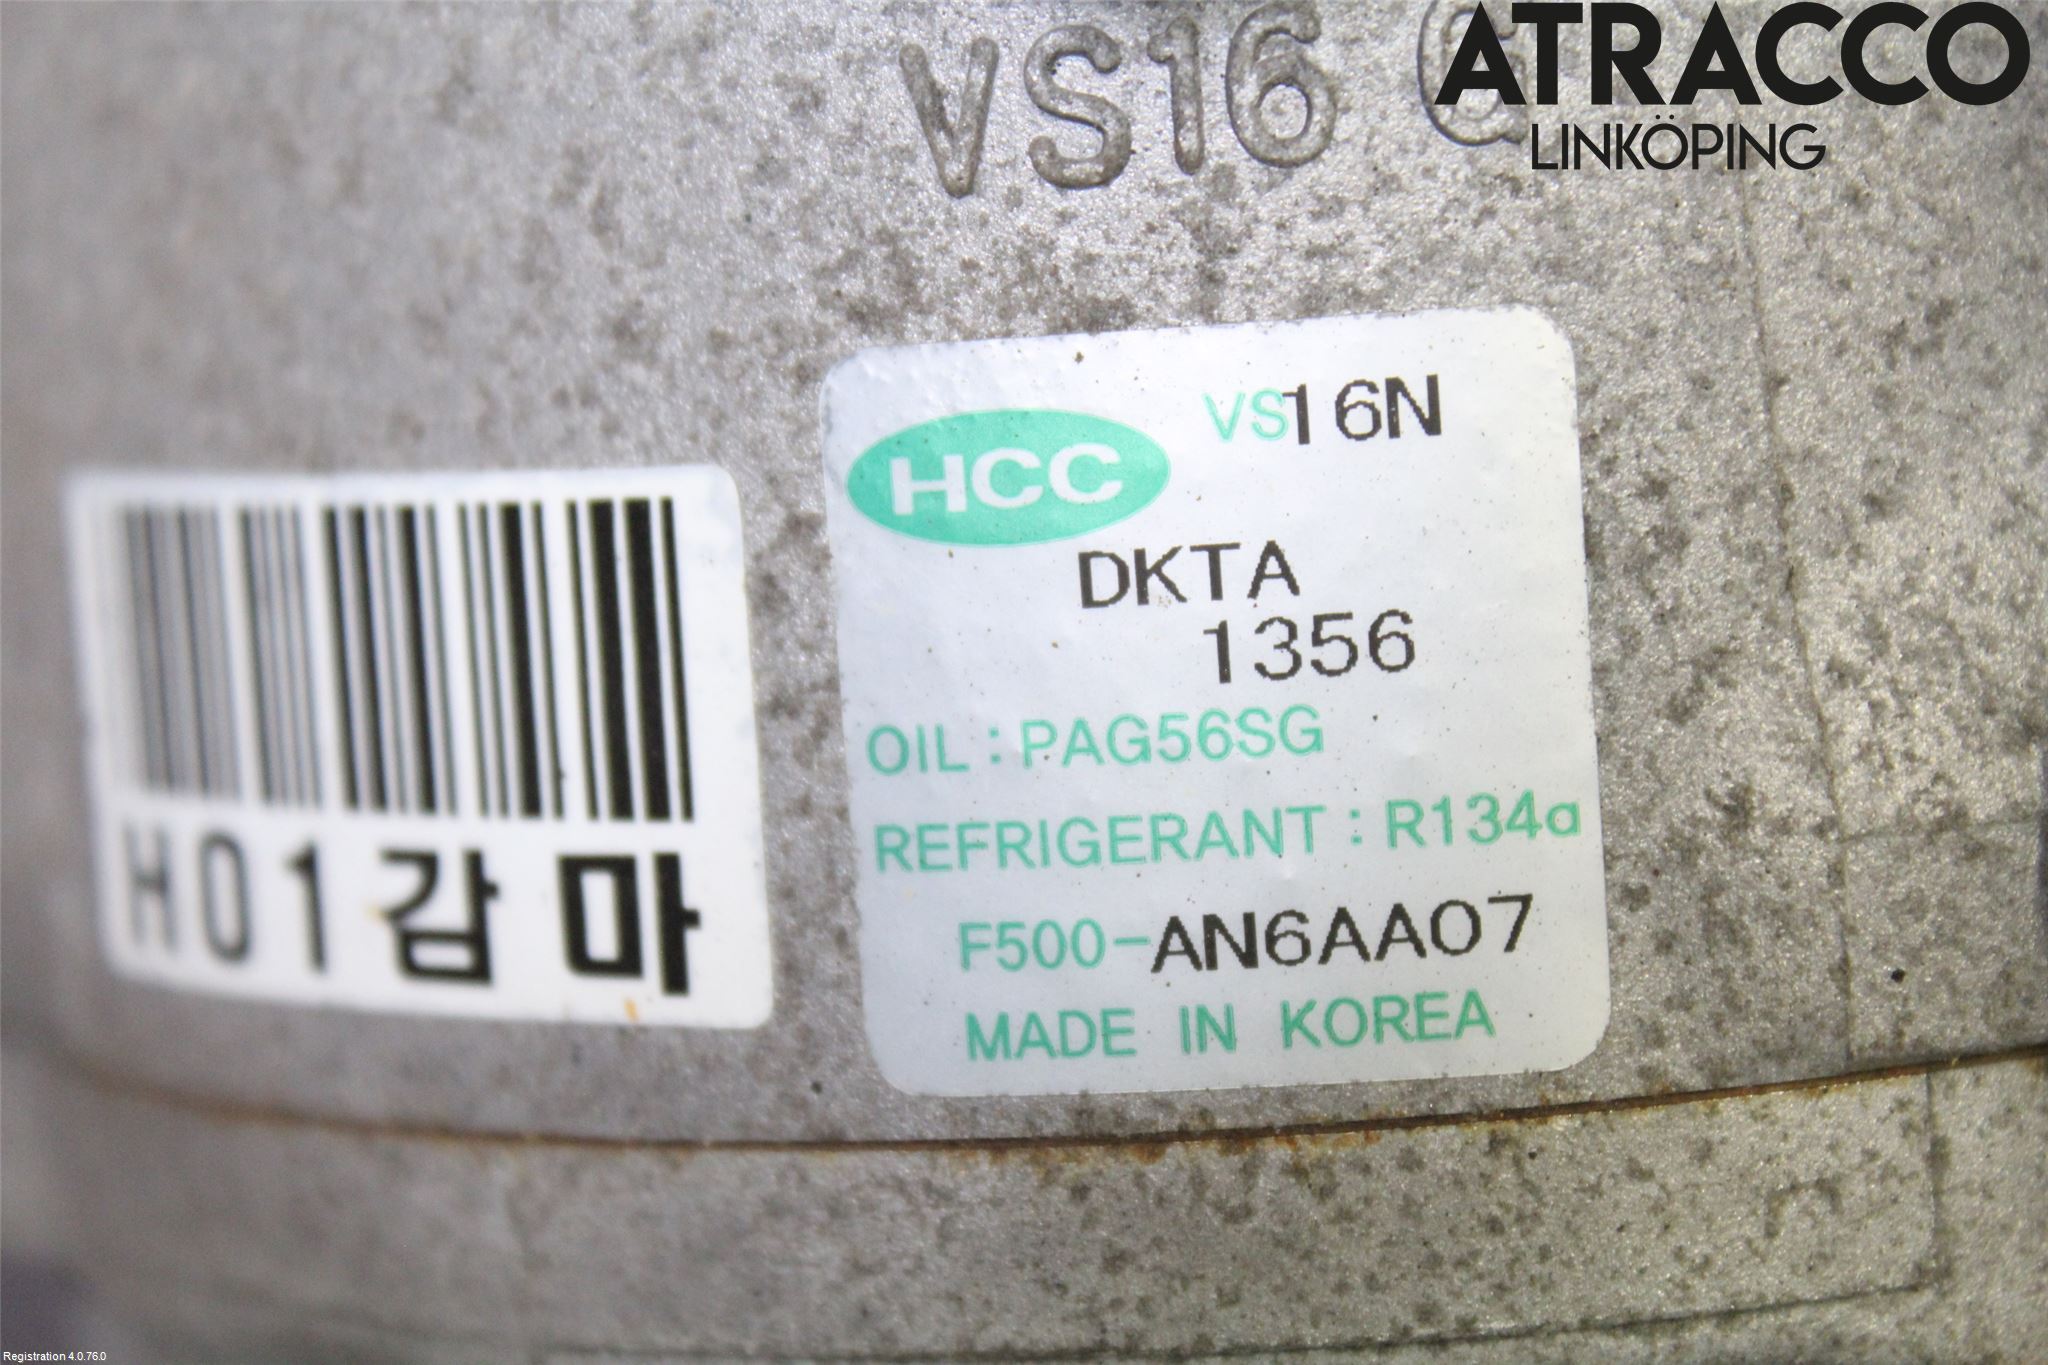 ATRACCO
LINKÖPING
VS16
HCC
VS16N
DKTA
1356
OIL : PAG56SG
REFRIGERANT : R134a
F500-AN6AA07
MADE IN KOREA
H01감마
Registration 4.0.76.0